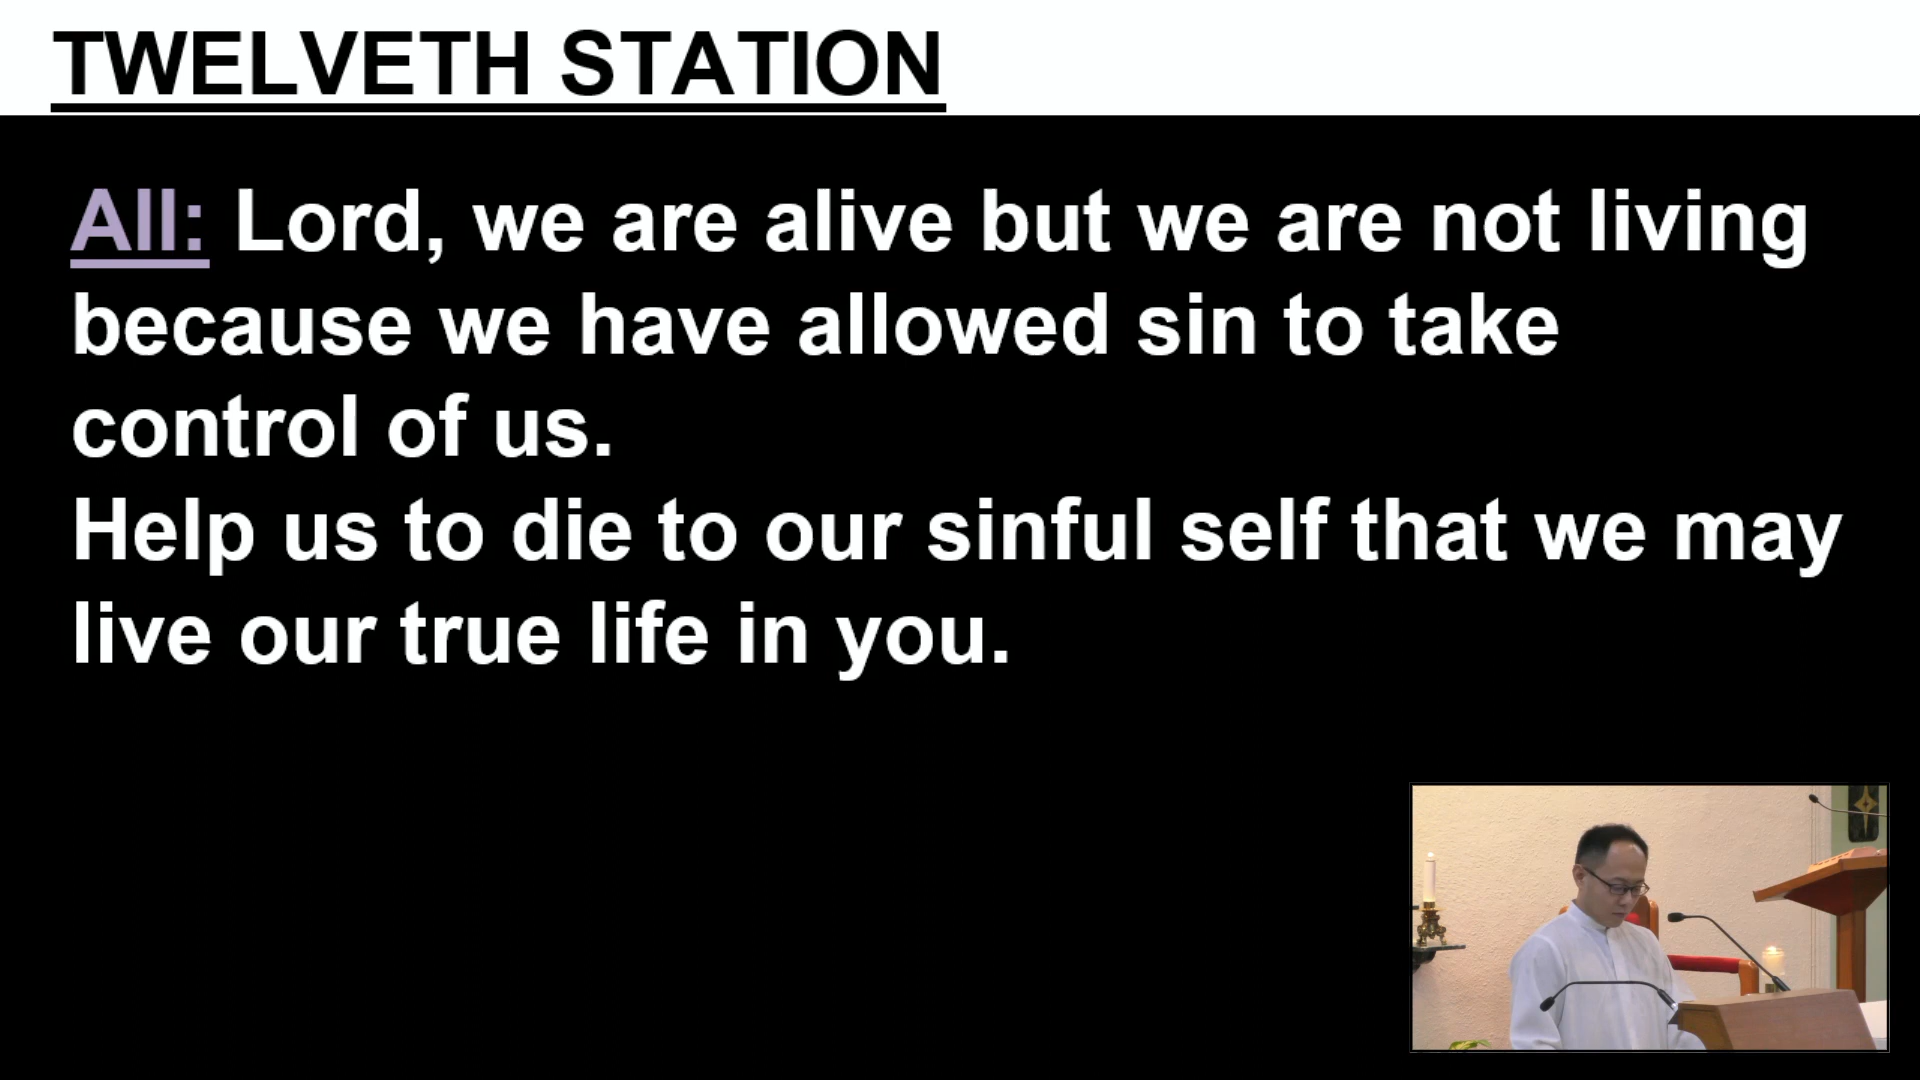 TWELVETH STATION
All: Lord, we are alive but we are not living
because we have allowed sin to take
control of us.
Help us to die to our sinful self that we may
live our true life in you.